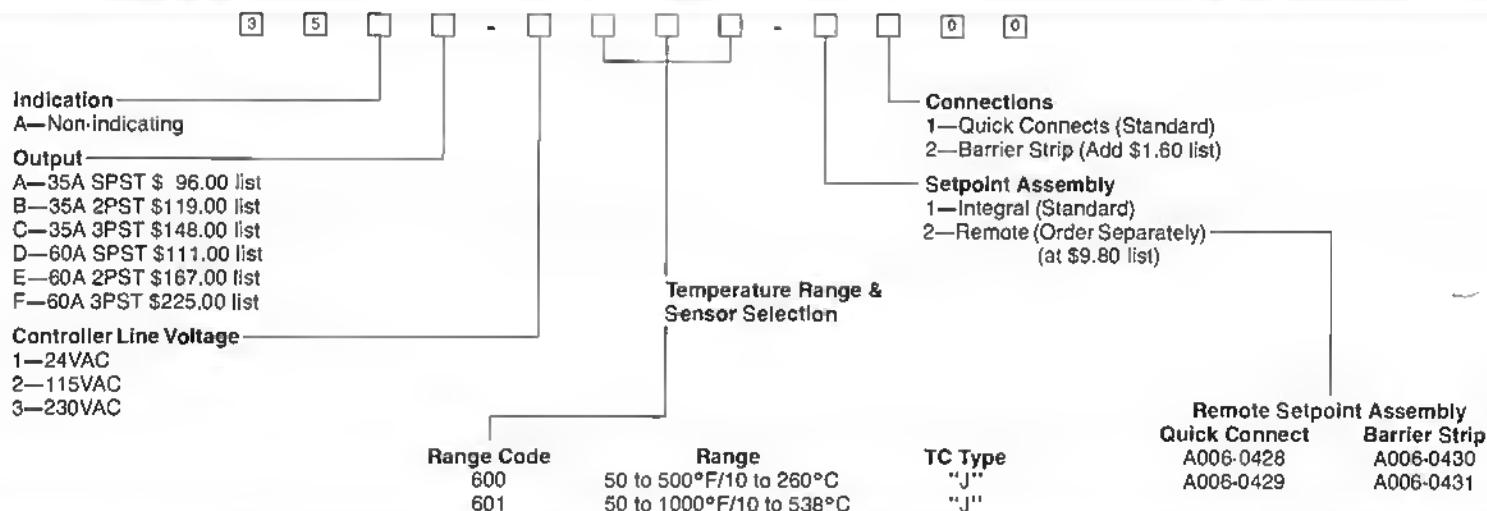 3 5 - - 0 0
Indication
A—Non-indicating
Output
A—35A SPST $ 96.00 list
B—35A 2PST $119.00 list
C—35A 3PST $148.00 list
D—60A SPST $111.00 list
E—60A 2PST $167.00 list
F—60A 3PST $225.00 list
Controller Line Voltage
1—24VAC
2—115VAC
3—230VAC
Connections
1—Quick Connects (Standard)
2—Barrier Strip (Add $1.60 list)
Setpoint Assembly
1—Integral (Standard)
2—Remote (Order Separately)
(at $9.80 list)
Temperature Range &
Sensor Selection
Remote Setpoint Assembly
Quick Connect Barrier Strip
A006-0428 A006-0430
A006-0429 A006-0431
Range Code Range TC Type
600 50 to 500°F/10 to 260°C "J"
601 50 to 1000°F/10 to 538°C "J"